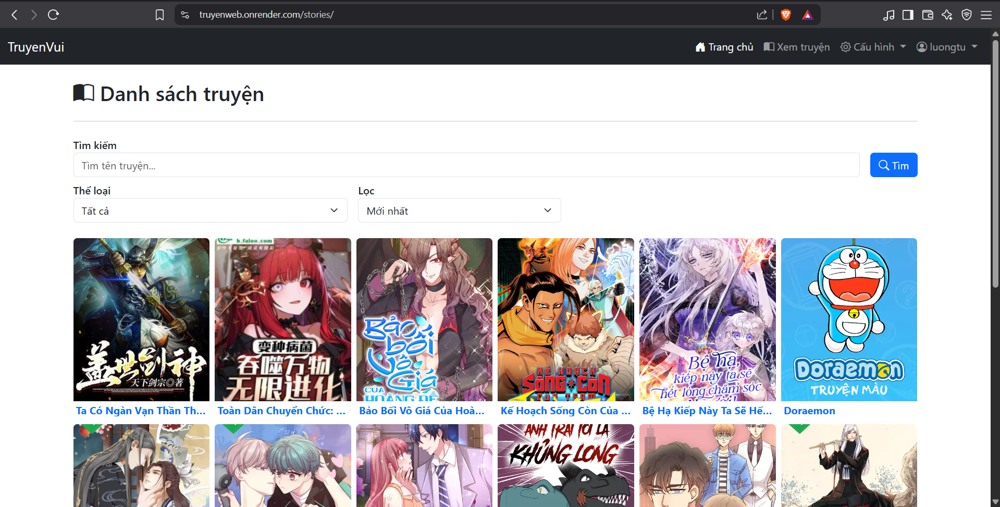 truyenweb.onrender.com/stories/
TruyenVui
Trang chủ
Xem truyện
Cấu hình
luongtu
Danh sách truyện
Tìm kiếm
Tìm tên truyện...
Tìm
Thể loại
Lọc
Tất cả
Mới nhất
盖世剑神
天下剑宗◎著
b.faloo.com
变种病菌
吞噬万物
无限进化
Bảo
bối
Vô
Giá
CỦA
HOÀNG ĐẾ
KẾ HOẠCH
SỐNG CÒN
CỦA TEAM
Bệ hạ,
kiếp này ta sẽ
hết lòng chăm sóc
Doraemon
TRUYỆN MÀU
Ta Có Ngàn Vạn Thần Th...
Toàn Dân Chuyển Chức: ...
Bảo Bối Vô Giá Của Hoà...
Kế Hoạch Sống Còn Của ...
Bệ Hạ Kiếp Này Ta Sẽ Hế...
Doraemon
ANH TRAI TÔI LÀ
KHỦNG LONG